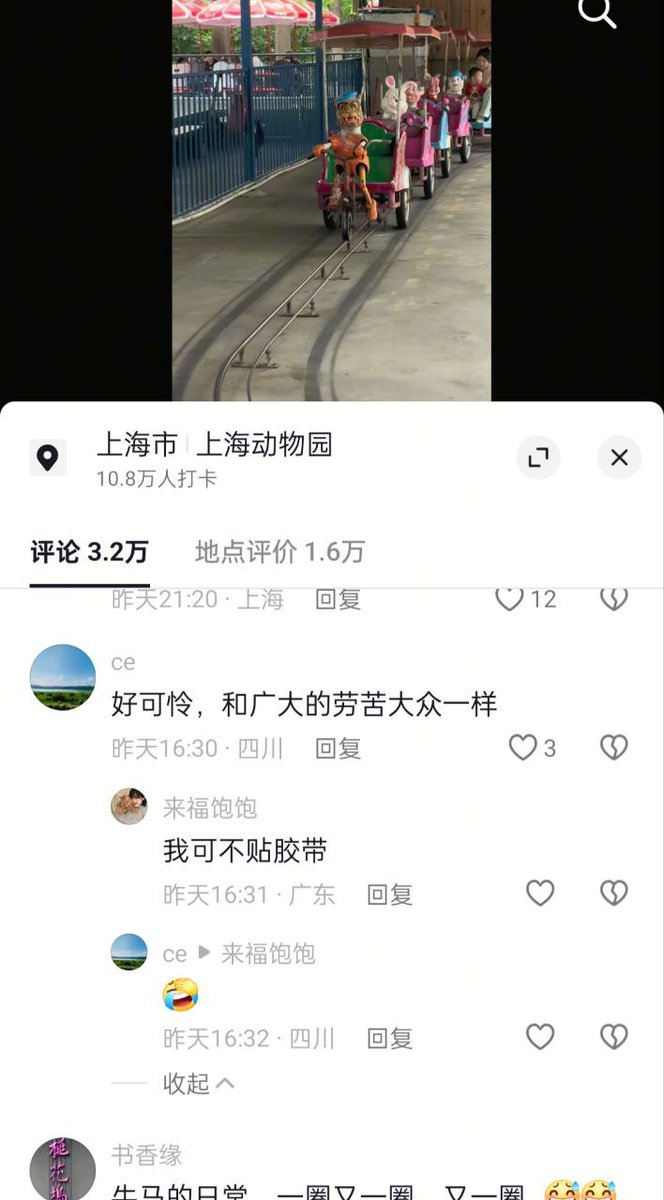 上海市 上海动物园
10.8万人打卡
评论 3.2万 地点评价 1.6万
昨天21:20 · 上海 回复 12
ce
好可怜，和广大的劳苦大众一样
昨天16:30 · 四川 回复 3
来福饱饱
我可不贴胶带
昨天16:31 · 广东 回复
ce ▶ 来福饱饱
昨天16:32 · 四川 回复
收起
桃花塢
书香缘
牛马的日常，一圈又一圈，又一圈